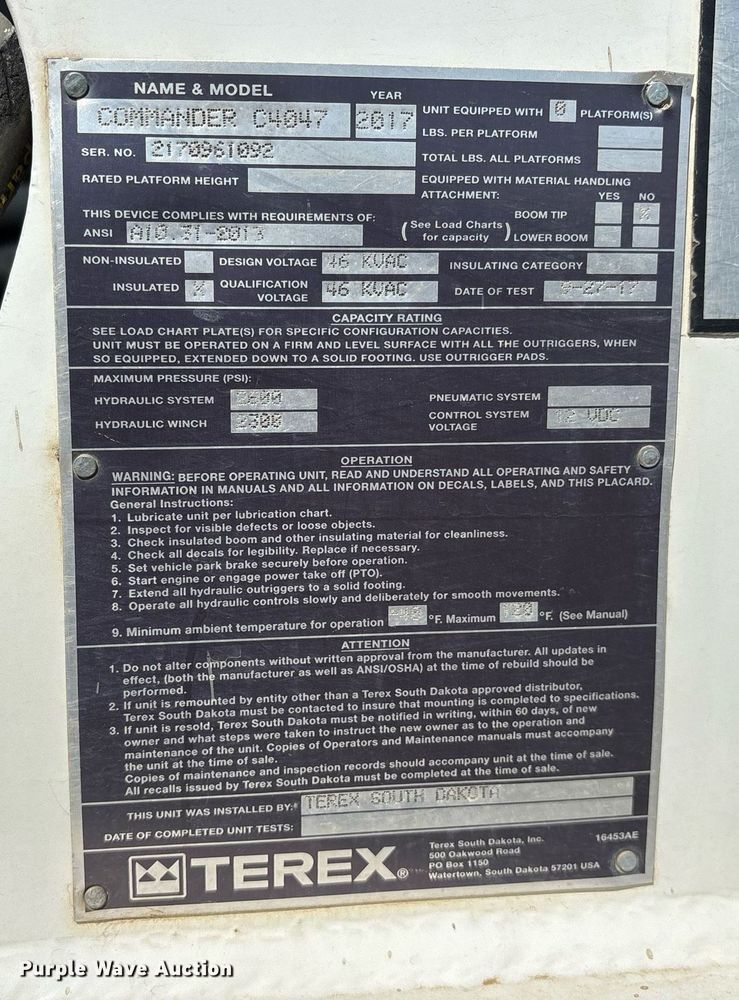 NAME & MODEL YEAR
COMMANDER C4047 2017 UNIT EQUIPPED WITH 0 PLATFORM(S)
LBS. PER PLATFORM
SER. NO. 2170961092 TOTAL LBS. ALL PLATFORMS
RATED PLATFORM HEIGHT EQUIPPED WITH MATERIAL HANDLING
ATTACHMENT: YES NO
THIS DEVICE COMPLIES WITH REQUIREMENTS OF: BOOM TIP X
ANSI A10.31-2013 (See Load Charts for capacity) LOWER BOOM
NON-INSULATED DESIGN VOLTAGE 46 KVAC INSULATING CATEGORY
INSULATED X QUALIFICATION VOLTAGE 46 KVAC DATE OF TEST 9-27-17
CAPACITY RATING
SEE LOAD CHART PLATE(S) FOR SPECIFIC CONFIGURATION CAPACITIES.
UNIT MUST BE OPERATED ON A FIRM AND LEVEL SURFACE WITH ALL THE OUTRIGGERS, WHEN
SO EQUIPPED, EXTENDED DOWN TO A SOLID FOOTING. USE OUTRIGGER PADS.
MAXIMUM PRESSURE (PSI):
HYDRAULIC SYSTEM PNEUMATIC SYSTEM
HYDRAULIC WINCH CONTROL SYSTEM VOLTAGE 12 VDC
OPERATION
WARNING: BEFORE OPERATING UNIT, READ AND UNDERSTAND ALL OPERATING AND SAFETY
INFORMATION IN MANUALS AND ALL INFORMATION ON DECALS, LABELS, AND THIS PLACARD.
General Instructions:
1. Lubricate unit per lubrication chart.
2. Inspect for visible defects or loose objects.
3. Check insulated boom and other insulating material for cleanliness.
4. Check all decals for legibility. Replace if necessary.
5. Set vehicle park brake securely before operation.
6. Start engine or engage power take off (PTO).
7. Extend all hydraulic outriggers to a solid footing.
8. Operate all hydraulic controls slowly and deliberately for smooth movements.
9. Minimum ambient temperature for operation °F. Maximum 120 °F. (See Manual)
ATTENTION
1. Do not alter components without written approval from the manufacturer. All updates in
effect, (both the manufacturer as well as ANSI/OSHA) at the time of rebuild should be
performed.
2. If unit is remounted by entity other than a Terex South Dakota approved distributor,
Terex South Dakota must be contacted to insure that mounting is completed to specifications.
3. If unit is resold, Terex South Dakota must be notified in writing, within 60 days, of new
owner and what steps were taken to instruct the new owner as to the operation and
maintenance of the unit. Copies of Operators and Maintenance manuals must accompany
the unit at the time of sale.
Copies of maintenance and inspection records should accompany unit at the time of sale.
All recalls issued by Terex South Dakota must be completed at the time of sale.
THIS UNIT WAS INSTALLED BY: TEREX SOUTH DAKOTA
DATE OF COMPLETED UNIT TESTS:
TEREX®
Terex South Dakota, Inc. 16453AE
500 Oakwood Road
PO Box 1150
Watertown, South Dakota 57201 USA
Purple Wave Auction